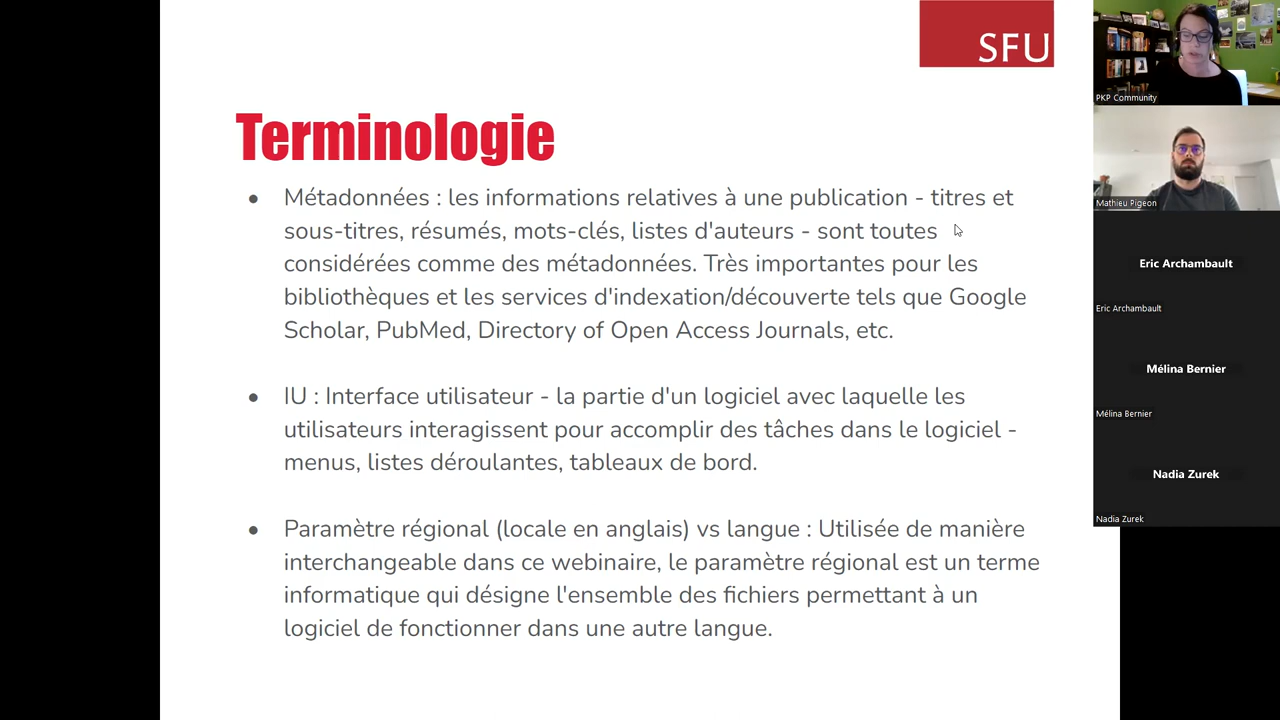 SFU
Terminologie
• Métadonnées : les informations relatives à une publication - titres et
sous-titres, résumés, mots-clés, listes d'auteurs - sont toutes
considérées comme des métadonnées. Très importantes pour les
bibliothèques et les services d'indexation/découverte tels que Google
Scholar, PubMed, Directory of Open Access Journals, etc.
• IU : Interface utilisateur - la partie d'un logiciel avec laquelle les
utilisateurs interagissent pour accomplir des tâches dans le logiciel -
menus, listes déroulantes, tableaux de bord.
• Paramètre régional (locale en anglais) vs langue : Utilisée de manière
interchangeable dans ce webinaire, le paramètre régional est un terme
informatique qui désigne l'ensemble des fichiers permettant à un
logiciel de fonctionner dans une autre langue.
PKP Community
Mathieu Pigeon
Eric Archambault
Eric Archambault
Mélina Bernier
Mélina Bernier
Nadia Zurek
Nadia Zurek